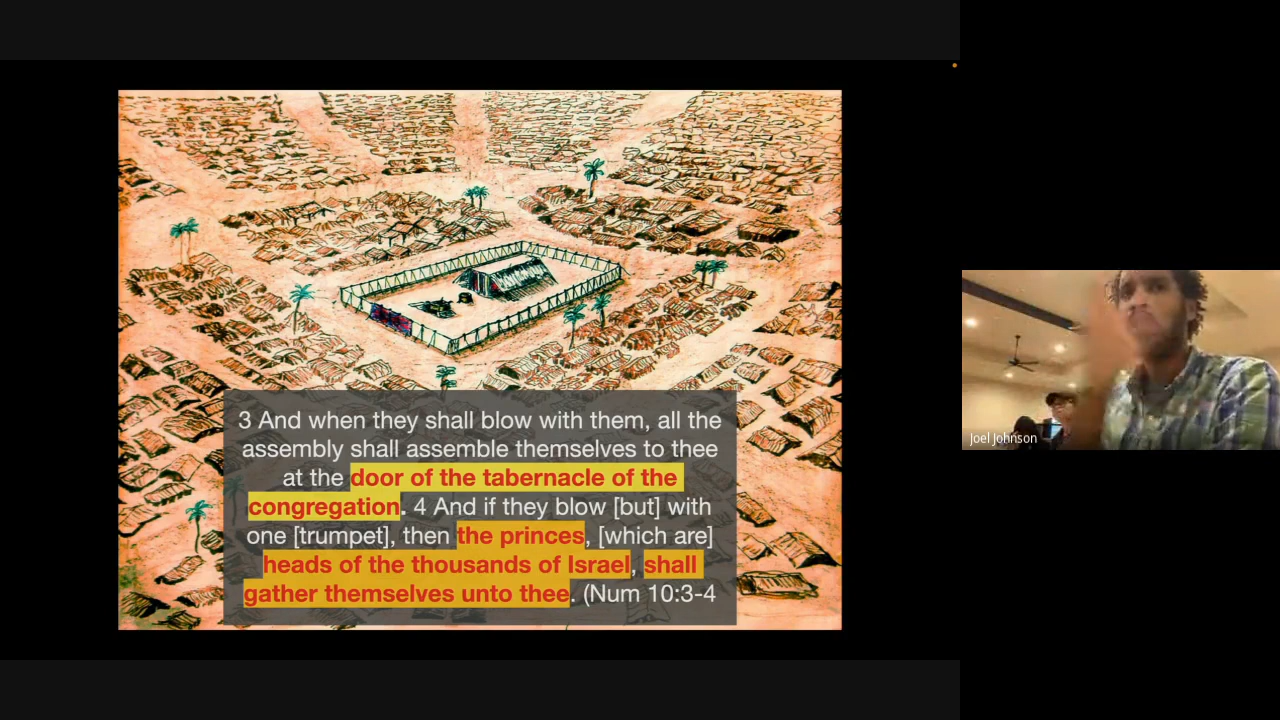 3 And when they shall blow with them, all the
assembly shall assemble themselves to thee
at the door of the tabernacle of the
congregation. 4 And if they blow [but] with
one [trumpet], then the princes, [which are]
heads of the thousands of Israel, shall
gather themselves unto thee. (Num 10:3-4
Joel Johnson